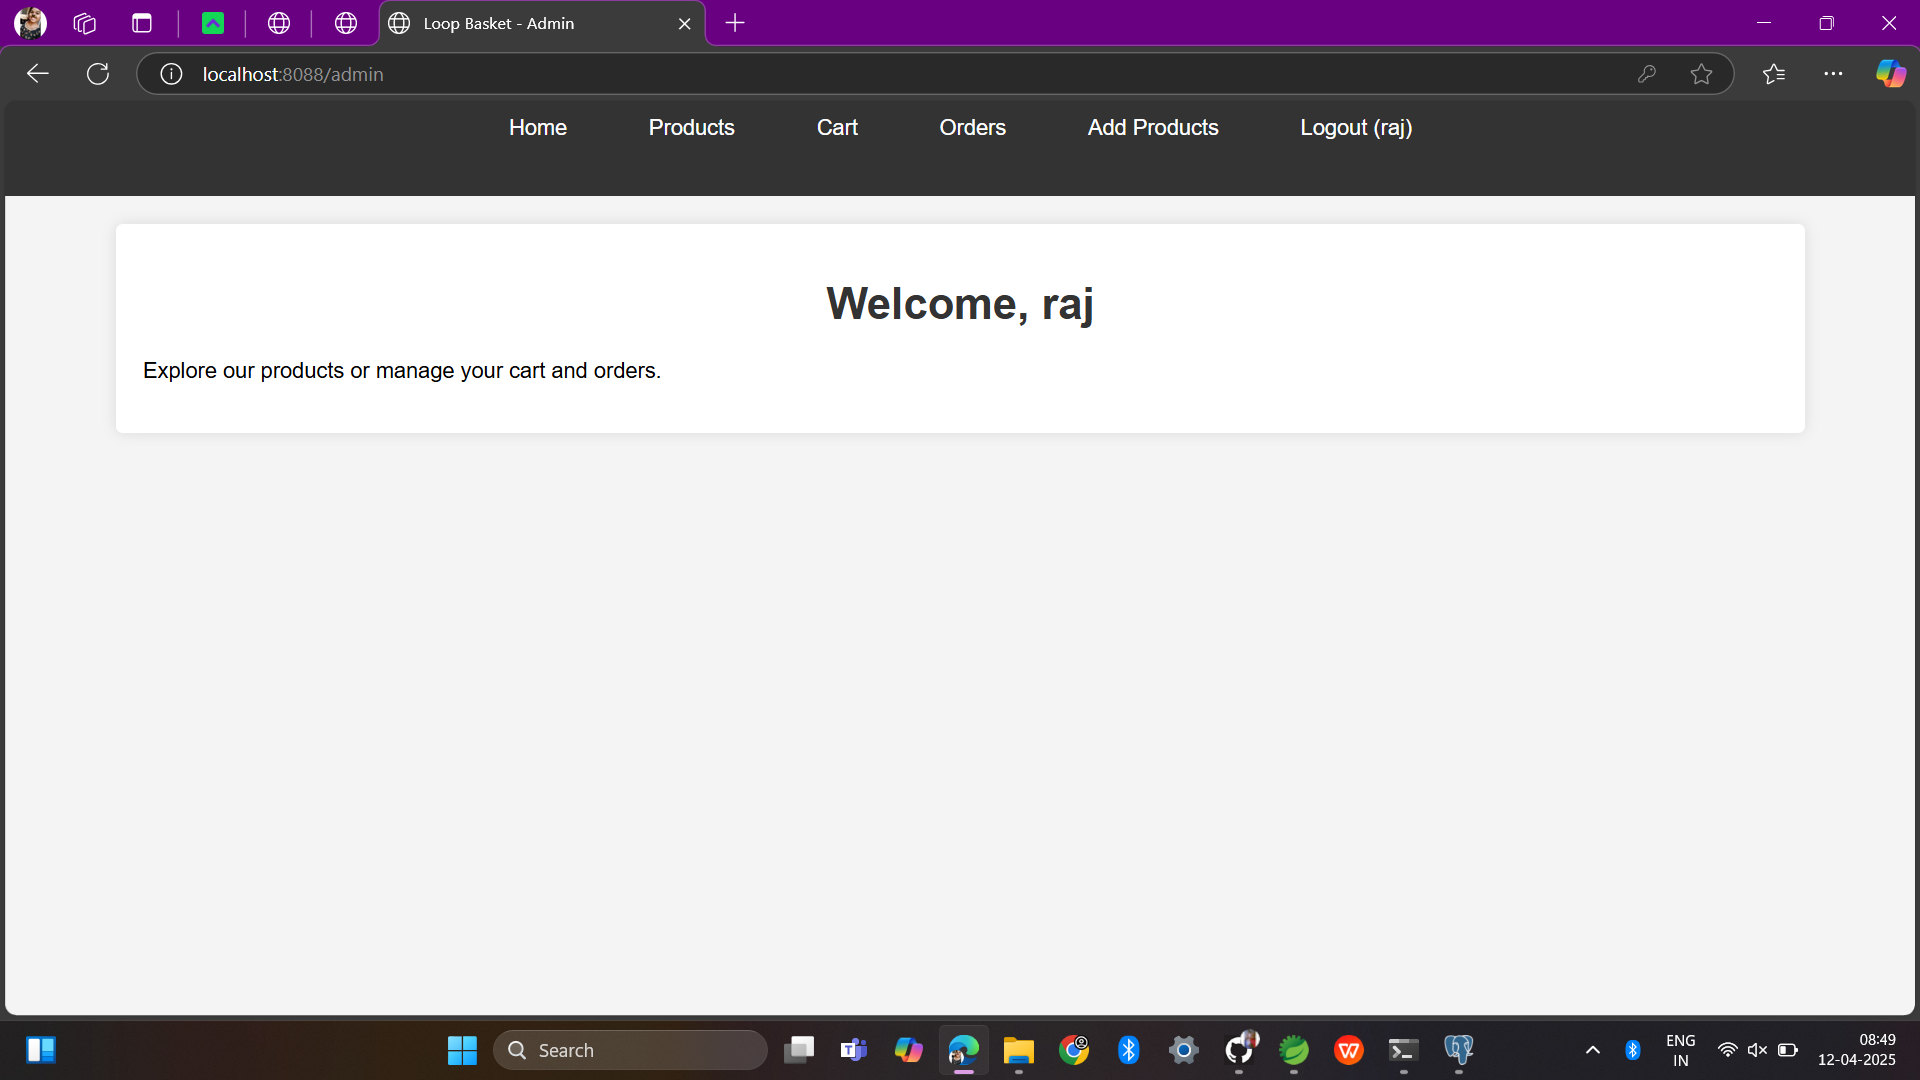 Loop Basket - Admin
localhost:8088/admin
Home Products Cart Orders Add Products Logout (raj)
Welcome, raj
Explore our products or manage your cart and orders.
Search
ENG
IN
08:49
12-04-2025